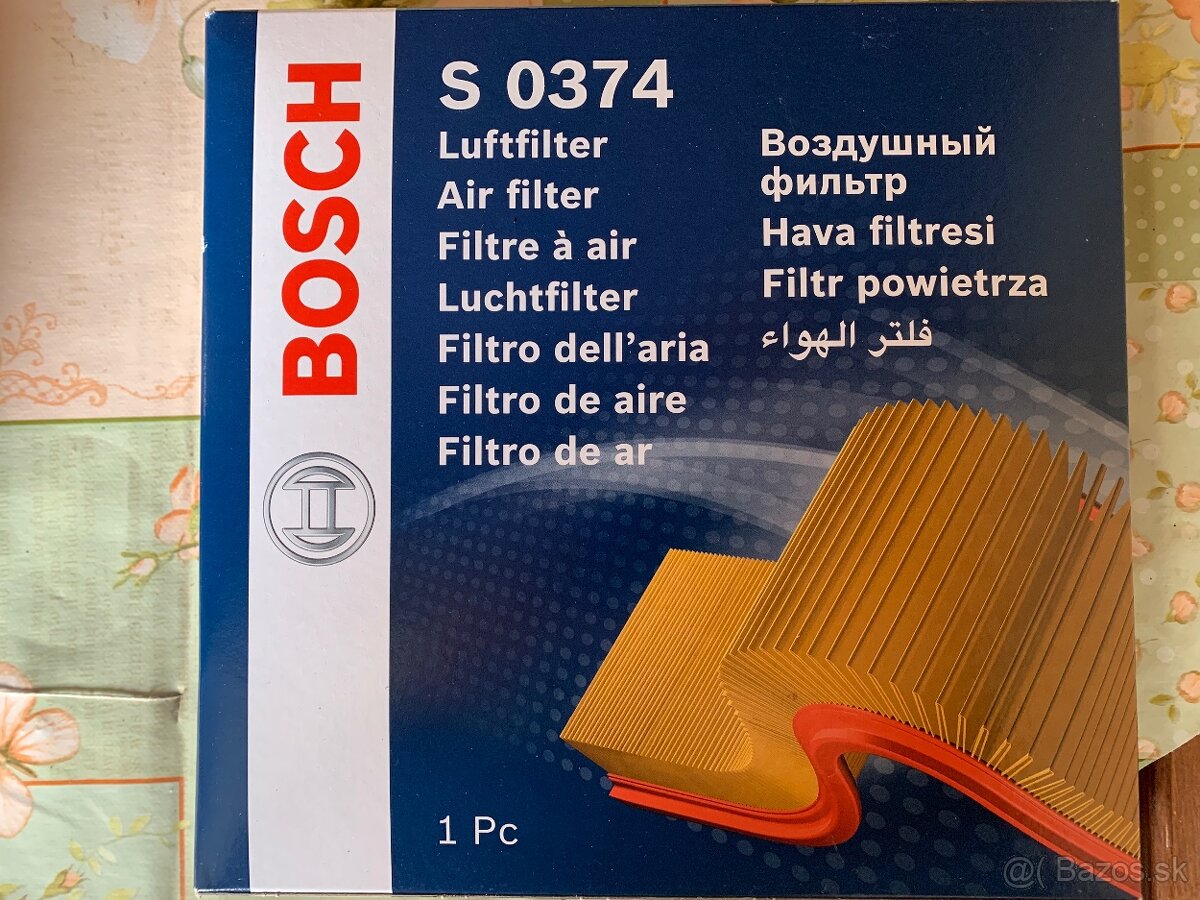 BOSCH
S 0374
Luftfilter
Air filter
Filtre à air
Luchtfilter
Filtro dell’aria
Filtro de aire
Filtro de ar
Воздушный
фильтр
Hava filtresi
Filtr powietrza
فلتر الهواء
1 Pc
@( Bazos.sk